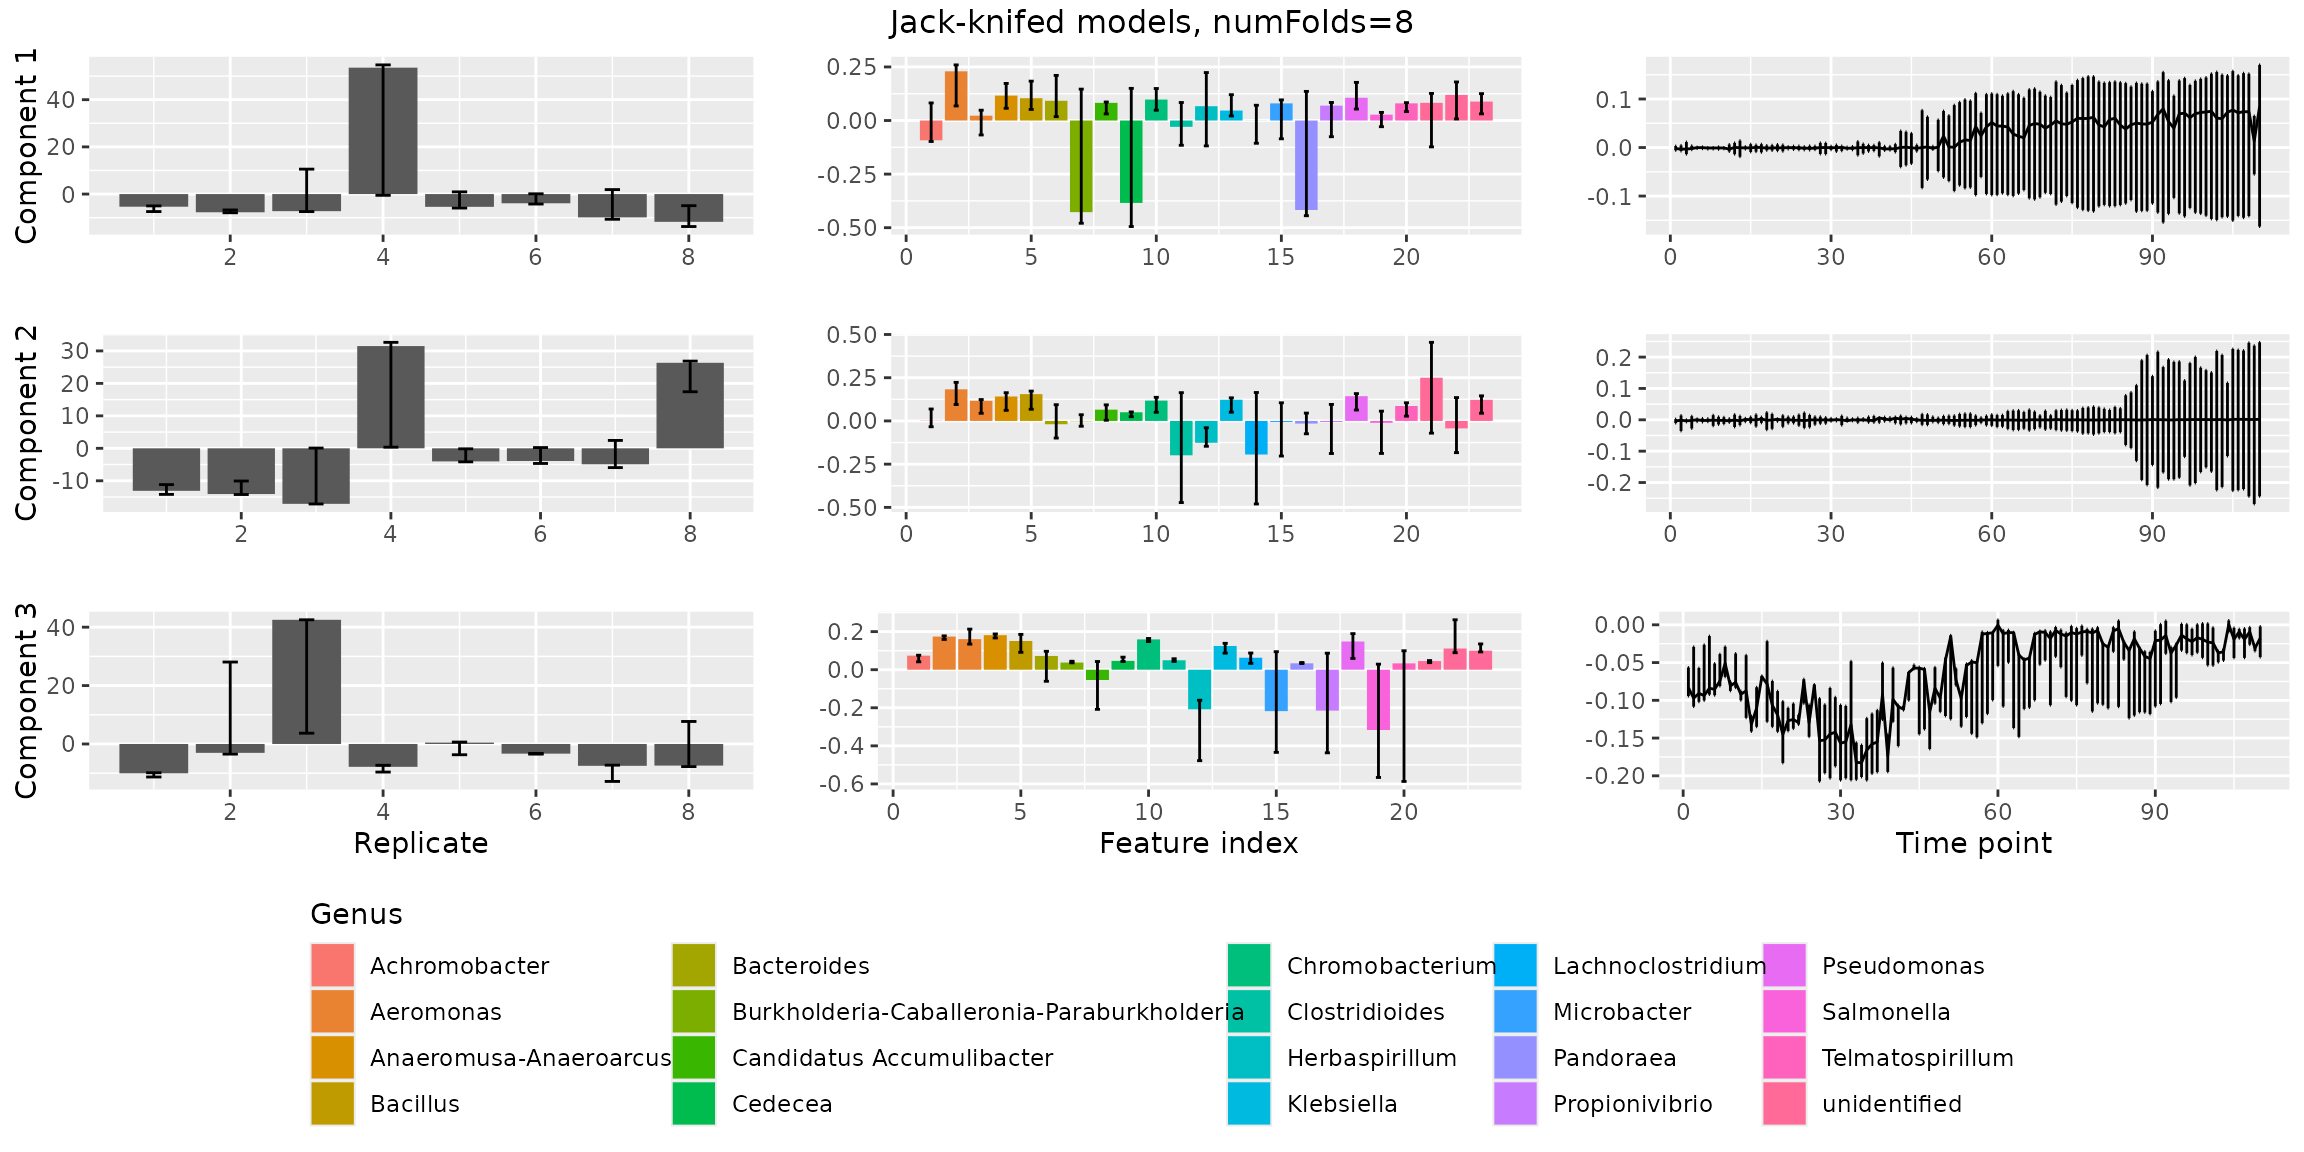 Jack-knifed models, numFolds=8
Component 1
40
20
0
2
4
6
8
0.25
0.00
-0.25
-0.50
0
5
10
15
20
0.1
0.0
-0.1
0
30
60
90
Component 2
30
20
10
0
-10
2
4
6
8
0.50
0.25
0.00
-0.25
-0.50
0
5
10
15
20
0.2
0.1
0.0
-0.1
-0.2
0
30
60
90
Component 3
40
20
0
2
4
6
8
Replicate
0.2
0.0
-0.2
-0.4
-0.6
0
5
10
15
20
Feature index
0.00
-0.05
-0.10
-0.15
-0.20
0
30
60
90
Time point
Genus
Achromobacter
Aeromonas
Anaeromusa-Anaeroarcus
Bacillus
Bacteroides
Burkholderia-Caballeronia-Paraburkholderia
Candidatus Accumulibacter
Cedecea
Chromobacterium
Clostridioides
Herbaspirillum
Klebsiella
Lachnoclostridium
Microbacter
Pandoraea
Propionivibrio
Pseudomonas
Salmonella
Telmatospirillum
unidentified